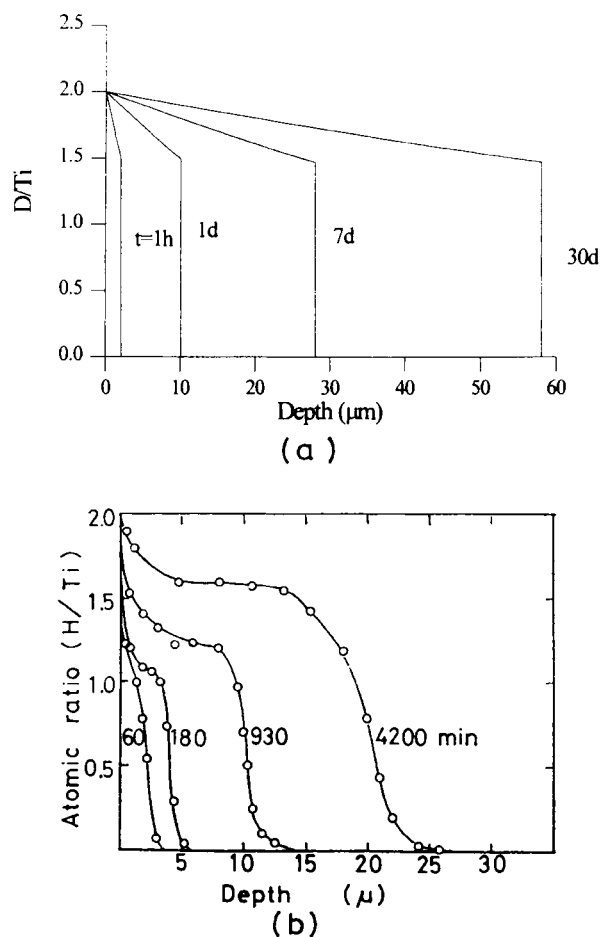 2.5
2.0
1.5
1.0
0.5
0.0
D/Ti
t=1h
1d
7d
30d
0 10 20 30 40 50 60
Depth (μm)
(a)
2.0
1.5
1.0
0.5
Atomic ratio (H/Ti)
60 180 930 4200 min
5 10 15 20 25 30
Depth (μ)
(b)